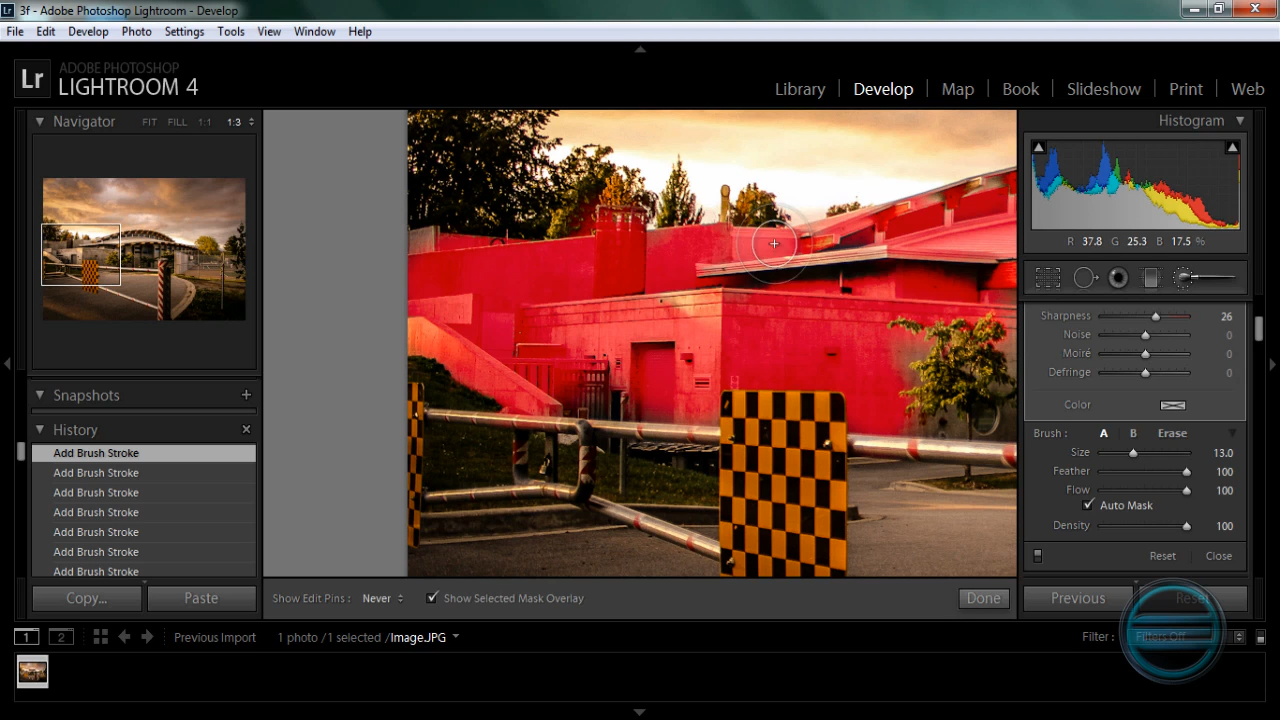 3f - Adobe Photoshop Lightroom - Develop
File Edit Develop Photo Settings Tools View Window Help
Lr ADOBE PHOTOSHOP
LIGHTROOM 4
Library Develop Map Book Slideshow Print Web
Navigator FIT FILL 1:1 1:3
Histogram
R 37.8 G 25.3 B 17.5 %
Sharpness 26
Noise 0
Moiré 0
Defringe 0
Color
Brush : A B Erase
Size 13.0
Feather 100
Flow 100
Auto Mask
Density 100
Reset Close
Snapshots
History
Add Brush Stroke
Add Brush Stroke
Add Brush Stroke
Add Brush Stroke
Add Brush Stroke
Add Brush Stroke
Add Brush Stroke
Copy... Paste
Show Edit Pins : Never Show Selected Mask Overlay Done
Previous Reset
1 2 Previous Import 1 photo /1 selected /ImageJPG Filter : Filters Off